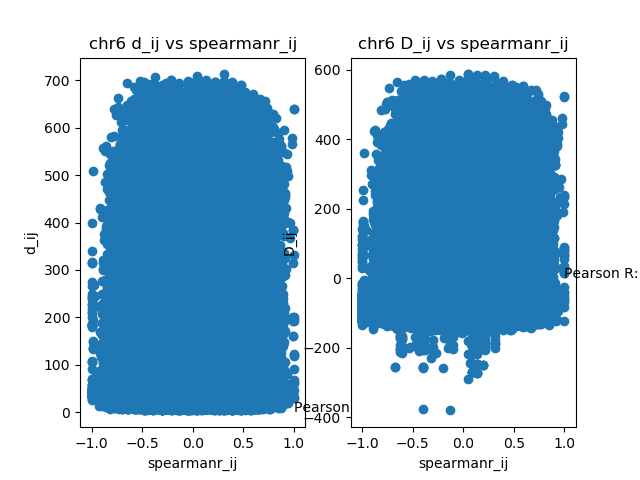 chr6 d_ij vs spearmanr_ij
700
600
500
400
300
200
100
0
d_ij
Pearson
−1.0 −0.5 0.0 0.5 1.0
spearmanr_ij
chr6 D_ij vs spearmanr_ij
600
400
200
0
−200
−400
D_ij
Pearson R:
−1.0 −0.5 0.0 0.5 1.0
spearmanr_ij